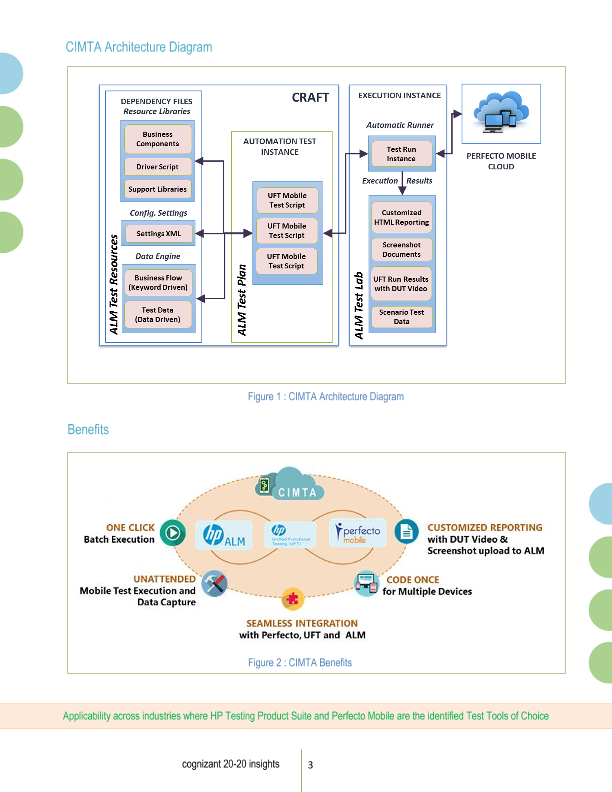 CIMTA Architecture Diagram
CRAFT
DEPENDENCY FILES
Resource Libraries
Business
Components
Driver Script
Support Libraries
Config. Settings
Settings XML
Data Engine
Business Flow
(Keyword Driven)
Test Data
(Data Driven)
ALM Test Resources
AUTOMATION TEST
INSTANCE
UFT Mobile
Test Script
UFT Mobile
Test Script
UFT Mobile
Test Script
ALM Test Plan
EXECUTION INSTANCE
Automatic Runner
Test Run
Instance
Execution Results
Customized
HTML Reporting
Screenshot
Documents
UFT Run Results
with DUT Video
Scenario Test
Data
ALM Test Lab
PERFECTO MOBILE
CLOUD
Figure 1 : CIMTA Architecture Diagram
Benefits
CIMTA
ONE CLICK
Batch Execution
hp ALM
hp
Unified Functional
Testing (UFT)
perfecto
mobile
CUSTOMIZED REPORTING
with DUT Video &
Screenshot upload to ALM
UNATTENDED
Mobile Test Execution and
Data Capture
CODE ONCE
for Multiple Devices
SEAMLESS INTEGRATION
with Perfecto, UFT and ALM
Figure 2 : CIMTA Benefits
Applicability across industries where HP Testing Product Suite and Perfecto Mobile are the identified Test Tools of Choice
cognizant 20-20 insights
3